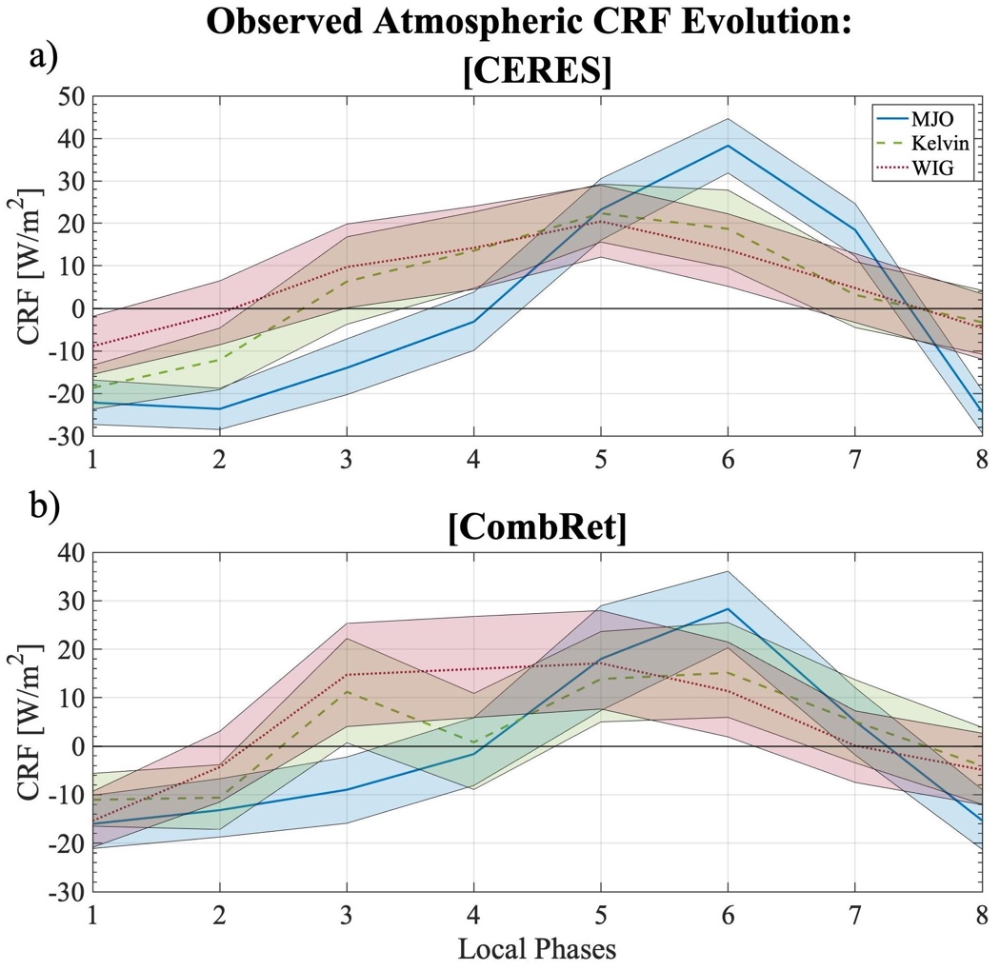 Observed Atmospheric CRF Evolution:
a)
[CERES]
CRF [W/m2]
50
40
30
20
10
0
-10
-20
-30
MJO
Kelvin
WIG
1 2 3 4 5 6 7 8
b)
[CombRet]
CRF [W/m2]
40
30
20
10
0
-10
-20
-30
1 2 3 4 5 6 7 8
Local Phases